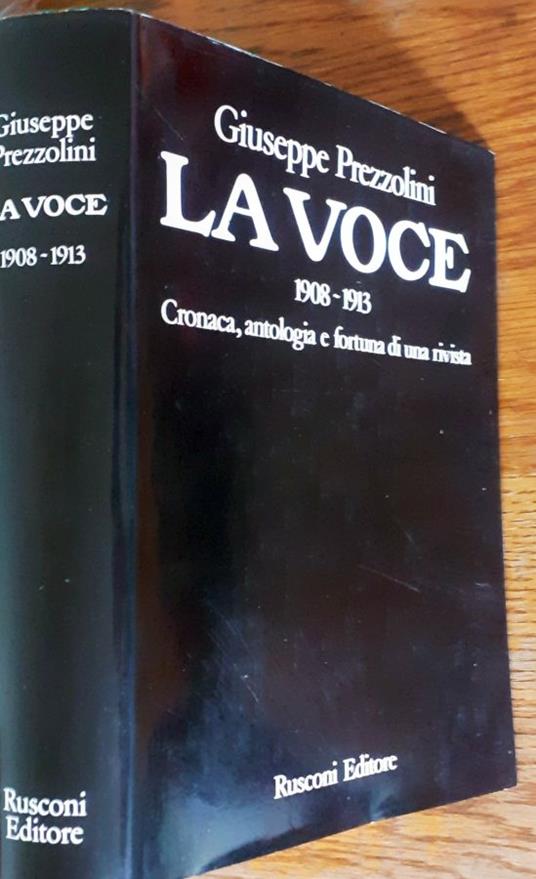 Giuseppe
Prezzolini
LA VOCE
1908-1913
Rusconi
Editore
Giuseppe Prezzolini
LA VOCE
1908-1913
Cronaca, antologia e fortuna di una rivista
Rusconi Editore